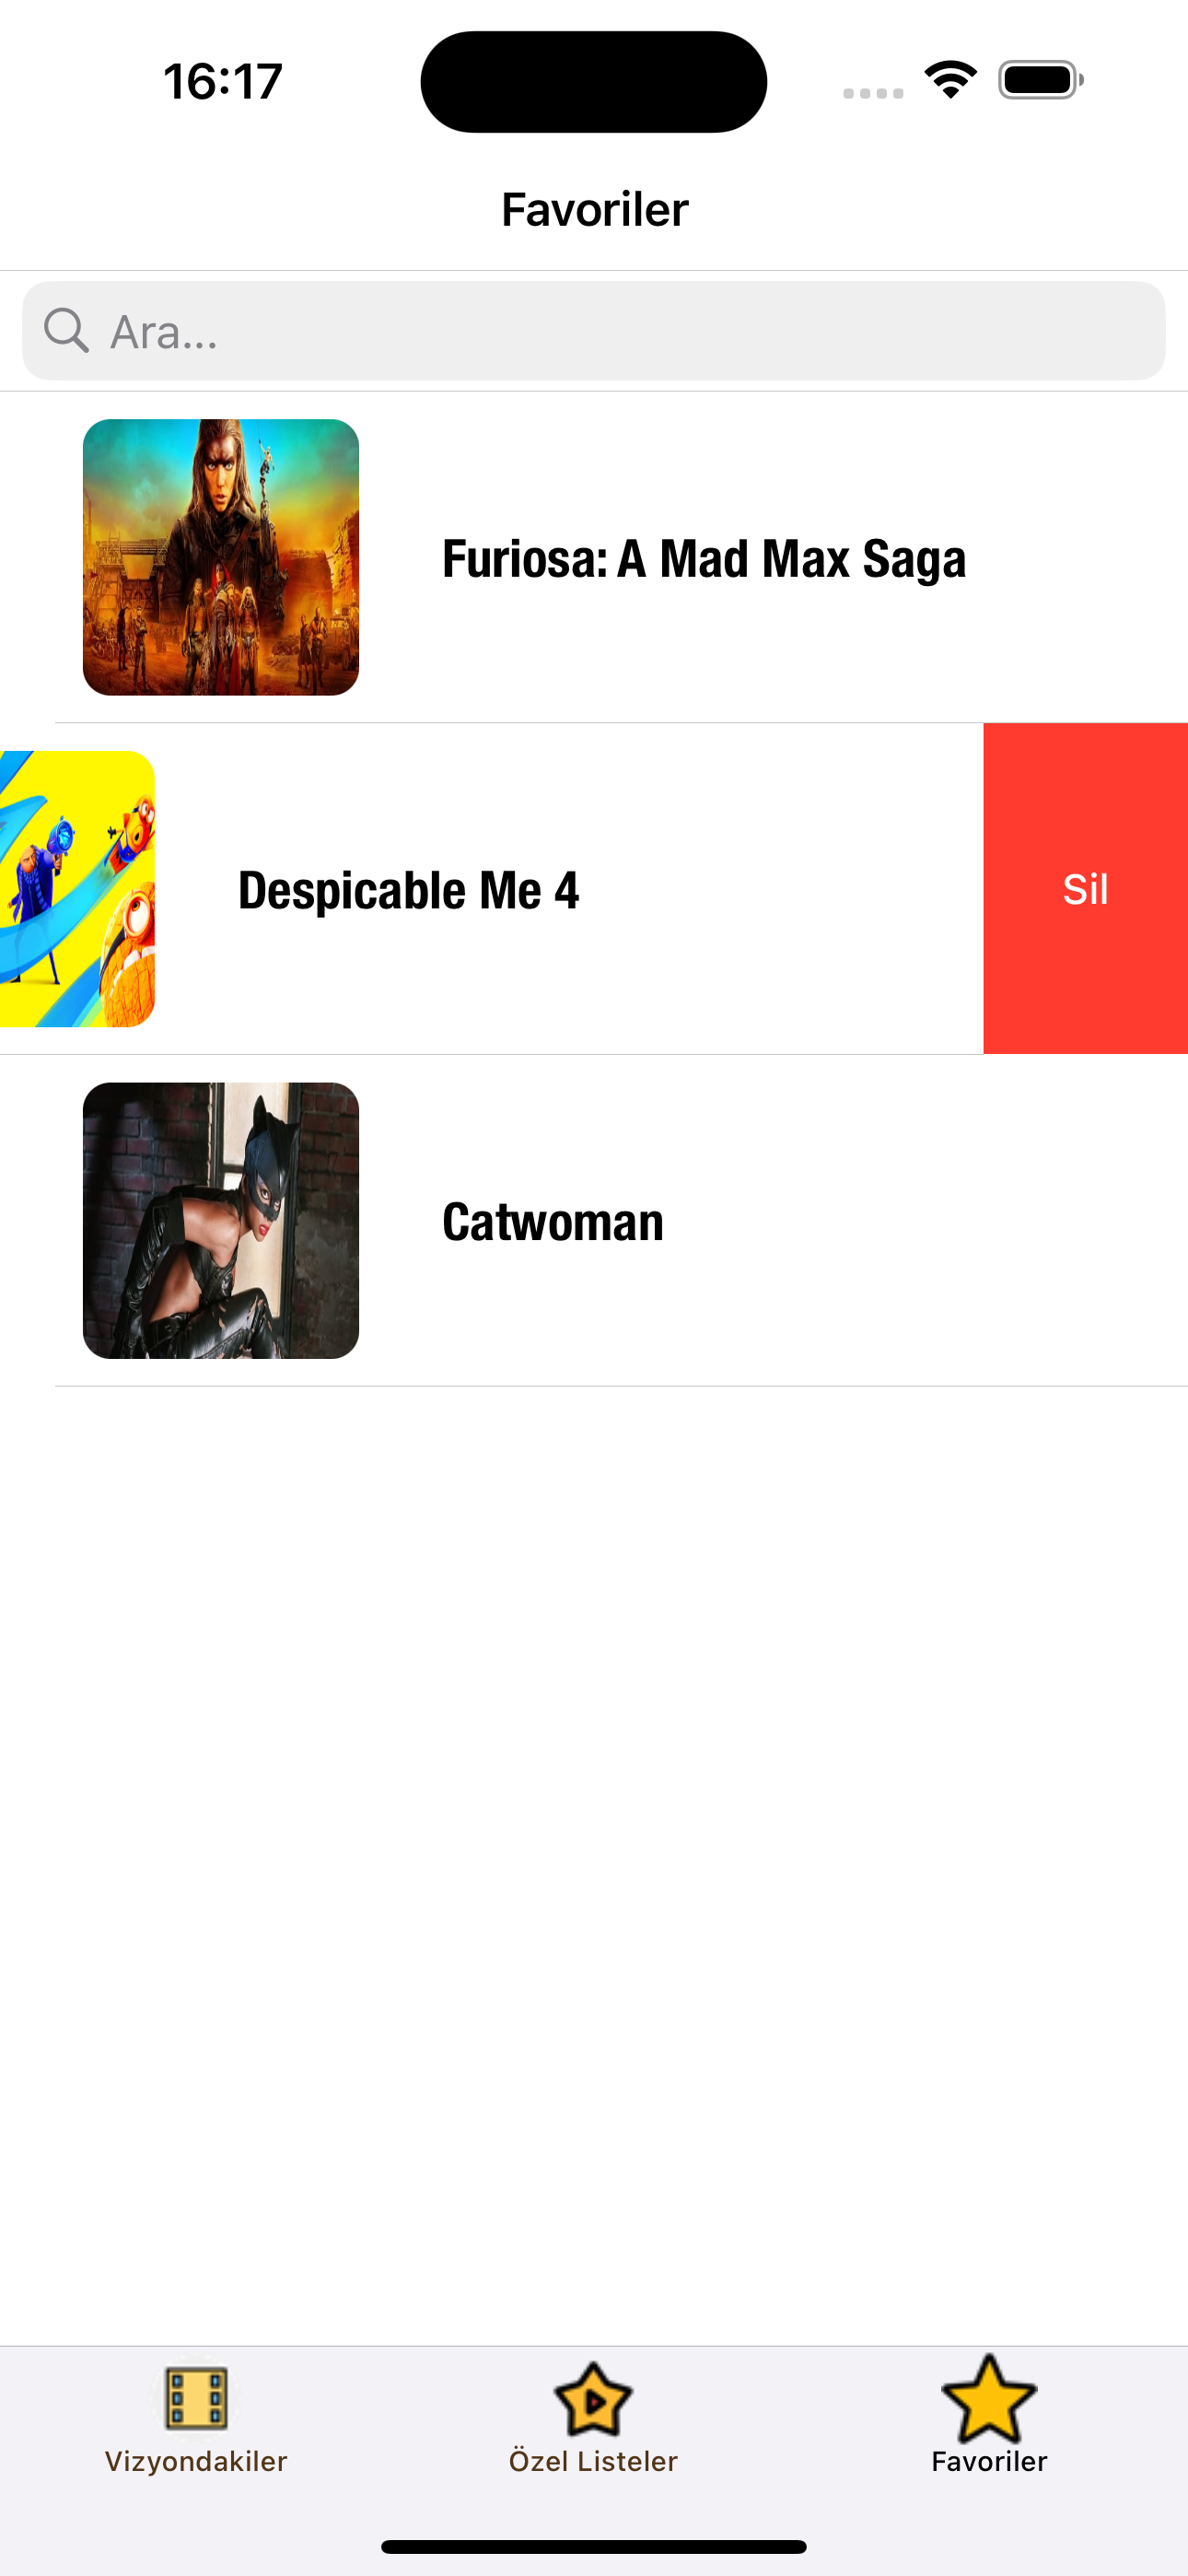 16:17
Favoriler
Ara...
Furiosa: A Mad Max Saga
Despicable Me 4
Sil
Catwoman
Vizyondakiler
Özel Listeler
Favoriler